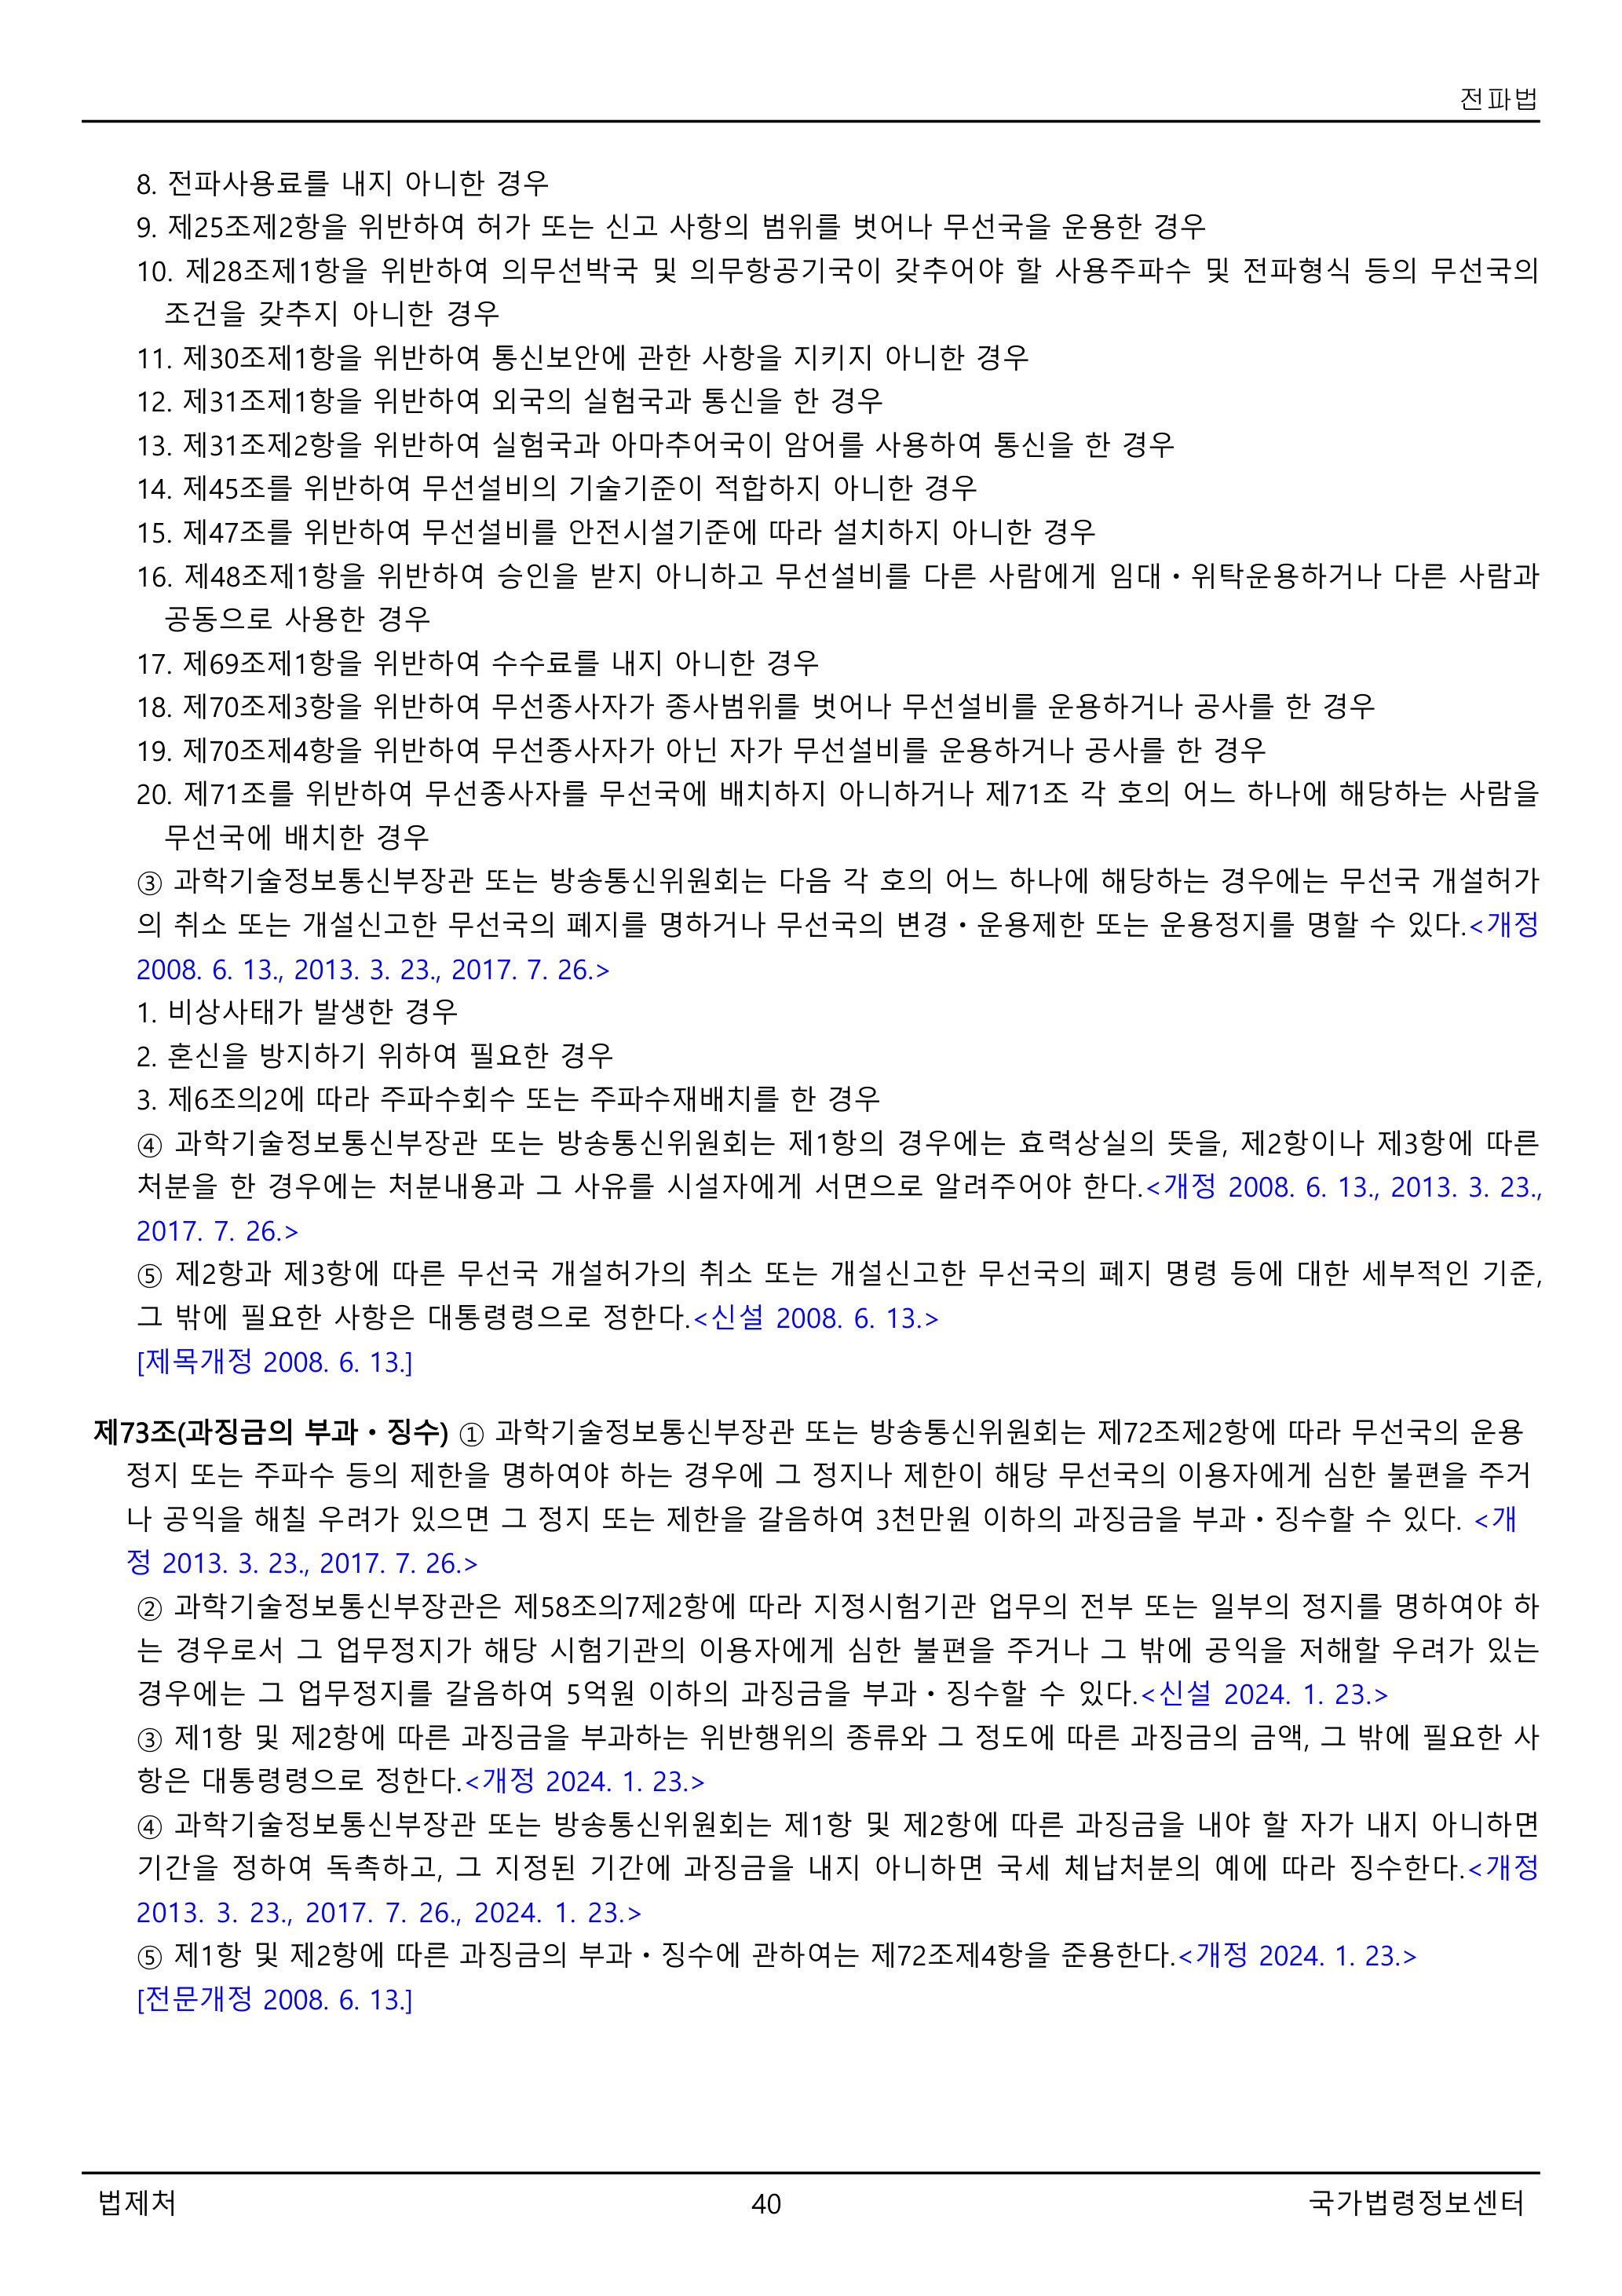 전파법
8. 전파사용료를 내지 아니한 경우
9. 제25조제2항을 위반하여 허가 또는 신고 사항의 범위를 벗어나 무선국을 운용한 경우
10. 제28조제1항을 위반하여 의무선박국 및 의무항공기국이 갖추어야 할 사용주파수 및 전파형식 등의 무선국의
조건을 갖추지 아니한 경우
11. 제30조제1항을 위반하여 통신보안에 관한 사항을 지키지 아니한 경우
12. 제31조제1항을 위반하여 외국의 실험국과 통신을 한 경우
13. 제31조제2항을 위반하여 실험국과 아마추어국이 암어를 사용하여 통신을 한 경우
14. 제45조를 위반하여 무선설비의 기술기준이 적합하지 아니한 경우
15. 제47조를 위반하여 무선설비를 안전시설기준에 따라 설치하지 아니한 경우
16. 제48조제1항을 위반하여 승인을 받지 아니하고 무선설비를 다른 사람에게 임대ㆍ위탁운용하거나 다른 사람과
공동으로 사용한 경우
17. 제69조제1항을 위반하여 수수료를 내지 아니한 경우
18. 제70조제3항을 위반하여 무선종사자가 종사범위를 벗어나 무선설비를 운용하거나 공사를 한 경우
19. 제70조제4항을 위반하여 무선종사자가 아닌 자가 무선설비를 운용하거나 공사를 한 경우
20. 제71조를 위반하여 무선종사자를 무선국에 배치하지 아니하거나 제71조 각 호의 어느 하나에 해당하는 사람을
무선국에 배치한 경우
③ 과학기술정보통신부장관 또는 방송통신위원회는 다음 각 호의 어느 하나에 해당하는 경우에는 무선국 개설허가
의 취소 또는 개설신고한 무선국의 폐지를 명하거나 무선국의 변경ㆍ운용제한 또는 운용정지를 명할 수 있다.<개정
2008. 6. 13., 2013. 3. 23., 2017. 7. 26.>
1. 비상사태가 발생한 경우
2. 혼신을 방지하기 위하여 필요한 경우
3. 제6조의2에 따라 주파수회수 또는 주파수재배치를 한 경우
④ 과학기술정보통신부장관 또는 방송통신위원회는 제1항의 경우에는 효력상실의 뜻을, 제2항이나 제3항에 따른
처분을 한 경우에는 처분내용과 그 사유를 시설자에게 서면으로 알려주어야 한다.<개정 2008. 6. 13., 2013. 3. 23.,
2017. 7. 26.>
⑤ 제2항과 제3항에 따른 무선국 개설허가의 취소 또는 개설신고한 무선국의 폐지 명령 등에 대한 세부적인 기준,
그 밖에 필요한 사항은 대통령령으로 정한다.<신설 2008. 6. 13.>
[제목개정 2008. 6. 13.]
제73조(과징금의 부과ㆍ징수) ① 과학기술정보통신부장관 또는 방송통신위원회는 제72조제2항에 따라 무선국의 운용
정지 또는 주파수 등의 제한을 명하여야 하는 경우에 그 정지나 제한이 해당 무선국의 이용자에게 심한 불편을 주거
나 공익을 해칠 우려가 있으면 그 정지 또는 제한을 갈음하여 3천만원 이하의 과징금을 부과ㆍ징수할 수 있다. <개
정 2013. 3. 23., 2017. 7. 26.>
② 과학기술정보통신부장관은 제58조의7제2항에 따라 지정시험기관 업무의 전부 또는 일부의 정지를 명하여야 하
는 경우로서 그 업무정지가 해당 시험기관의 이용자에게 심한 불편을 주거나 그 밖에 공익을 저해할 우려가 있는
경우에는 그 업무정지를 갈음하여 5억원 이하의 과징금을 부과ㆍ징수할 수 있다.<신설 2024. 1. 23.>
③ 제1항 및 제2항에 따른 과징금을 부과하는 위반행위의 종류와 그 정도에 따른 과징금의 금액, 그 밖에 필요한 사
항은 대통령령으로 정한다.<개정 2024. 1. 23.>
④ 과학기술정보통신부장관 또는 방송통신위원회는 제1항 및 제2항에 따른 과징금을 내야 할 자가 내지 아니하면
기간을 정하여 독촉하고, 그 지정된 기간에 과징금을 내지 아니하면 국세 체납처분의 예에 따라 징수한다.<개정
2013. 3. 23., 2017. 7. 26., 2024. 1. 23.>
⑤ 제1항 및 제2항에 따른 과징금의 부과ㆍ징수에 관하여는 제72조제4항을 준용한다.<개정 2024. 1. 23.>
[전문개정 2008. 6. 13.]
법제처
40
국가법령정보센터